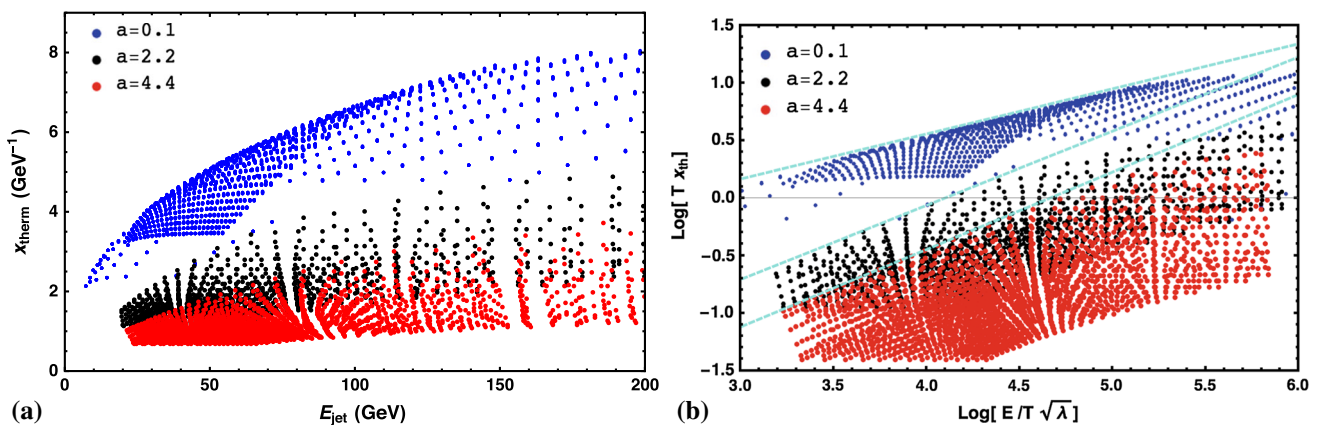 a=0.1
a=2.2
a=4.4
8
6
4
2
0 50 100 150 200
x_therm (GeV⁻¹)
E_jet (GeV)
(a)
a=0.1
a=2.2
a=4.4
1.5
1.0
0.5
0.0
−0.5
−1.0
−1.5
3.0 3.5 4.0 4.5 5.0 5.5 6.0
Log[ T x_th]
Log[ E /T √λ ]
(b)